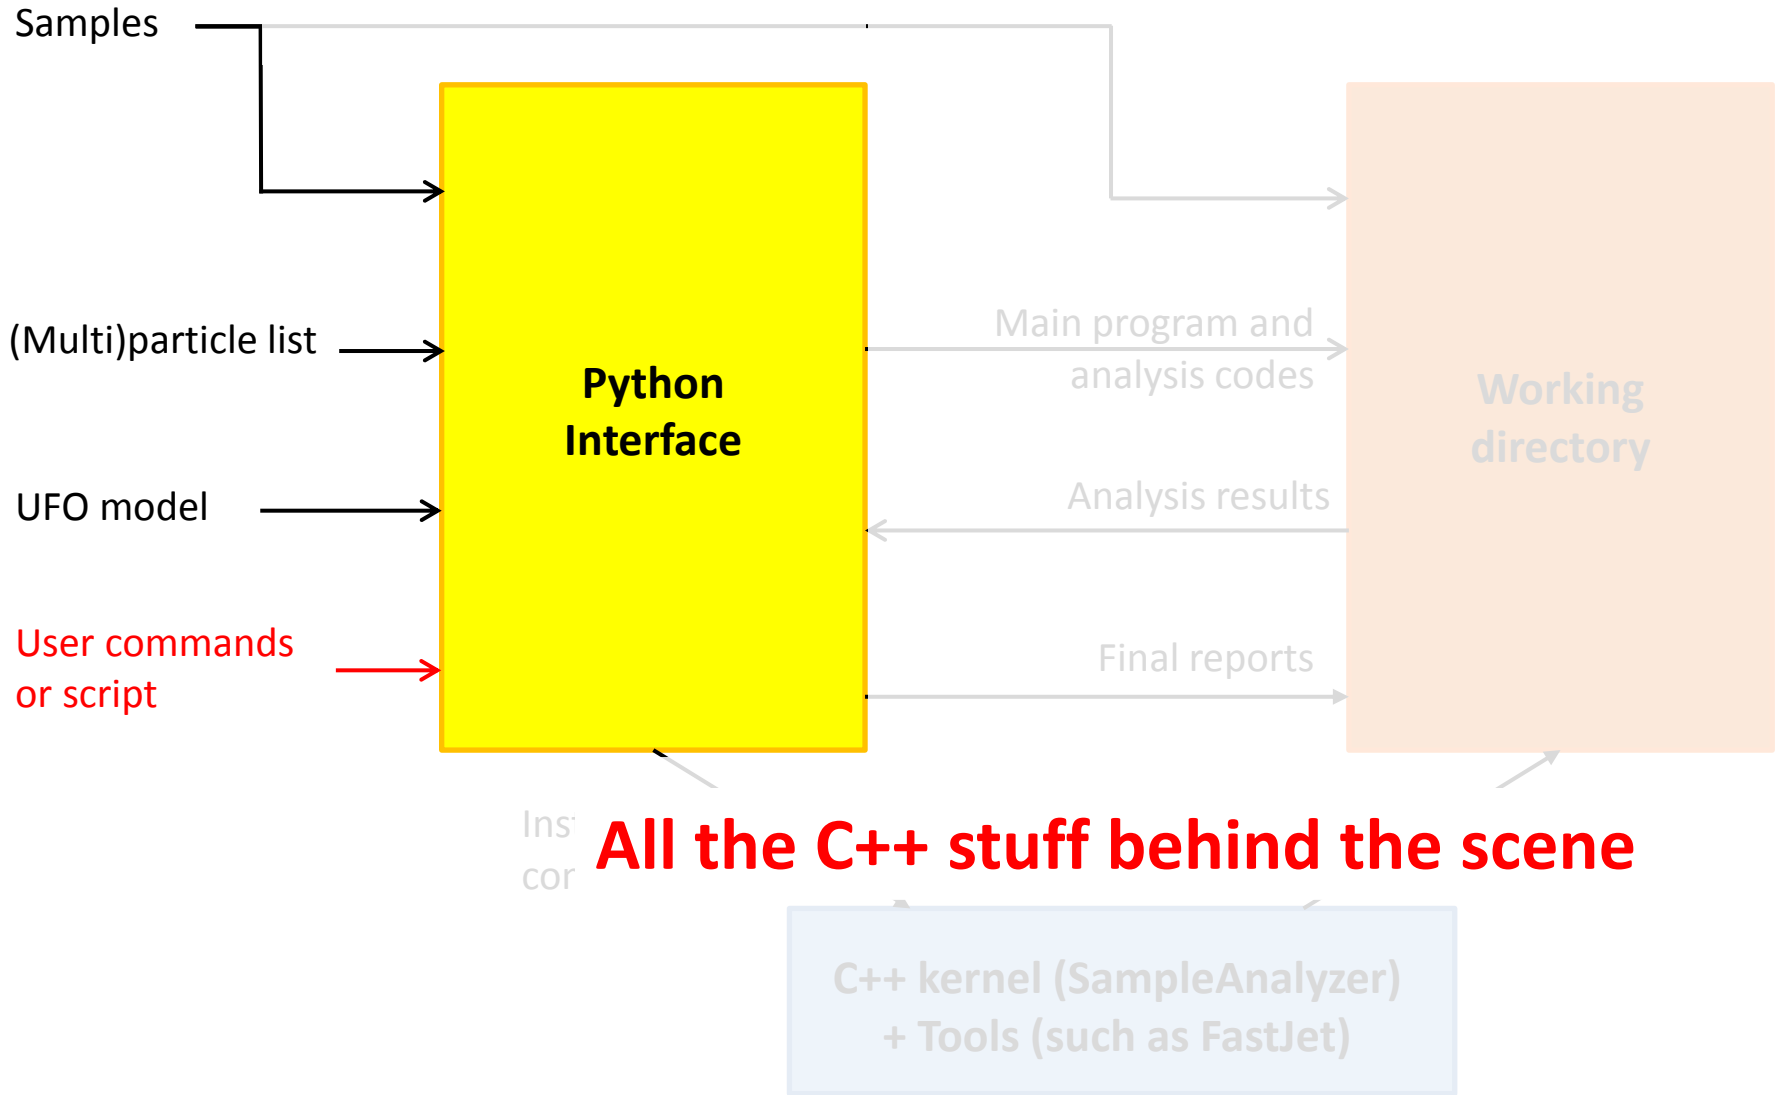 Samples
(Multi)particle list
UFO model
User commands
or script
Python
Interface
Main program and
analysis codes
Analysis results
Final reports
Working
directory
All the C++ stuff behind the scene
C++ kernel (SampleAnalyzer)
+ Tools (such as FastJet)